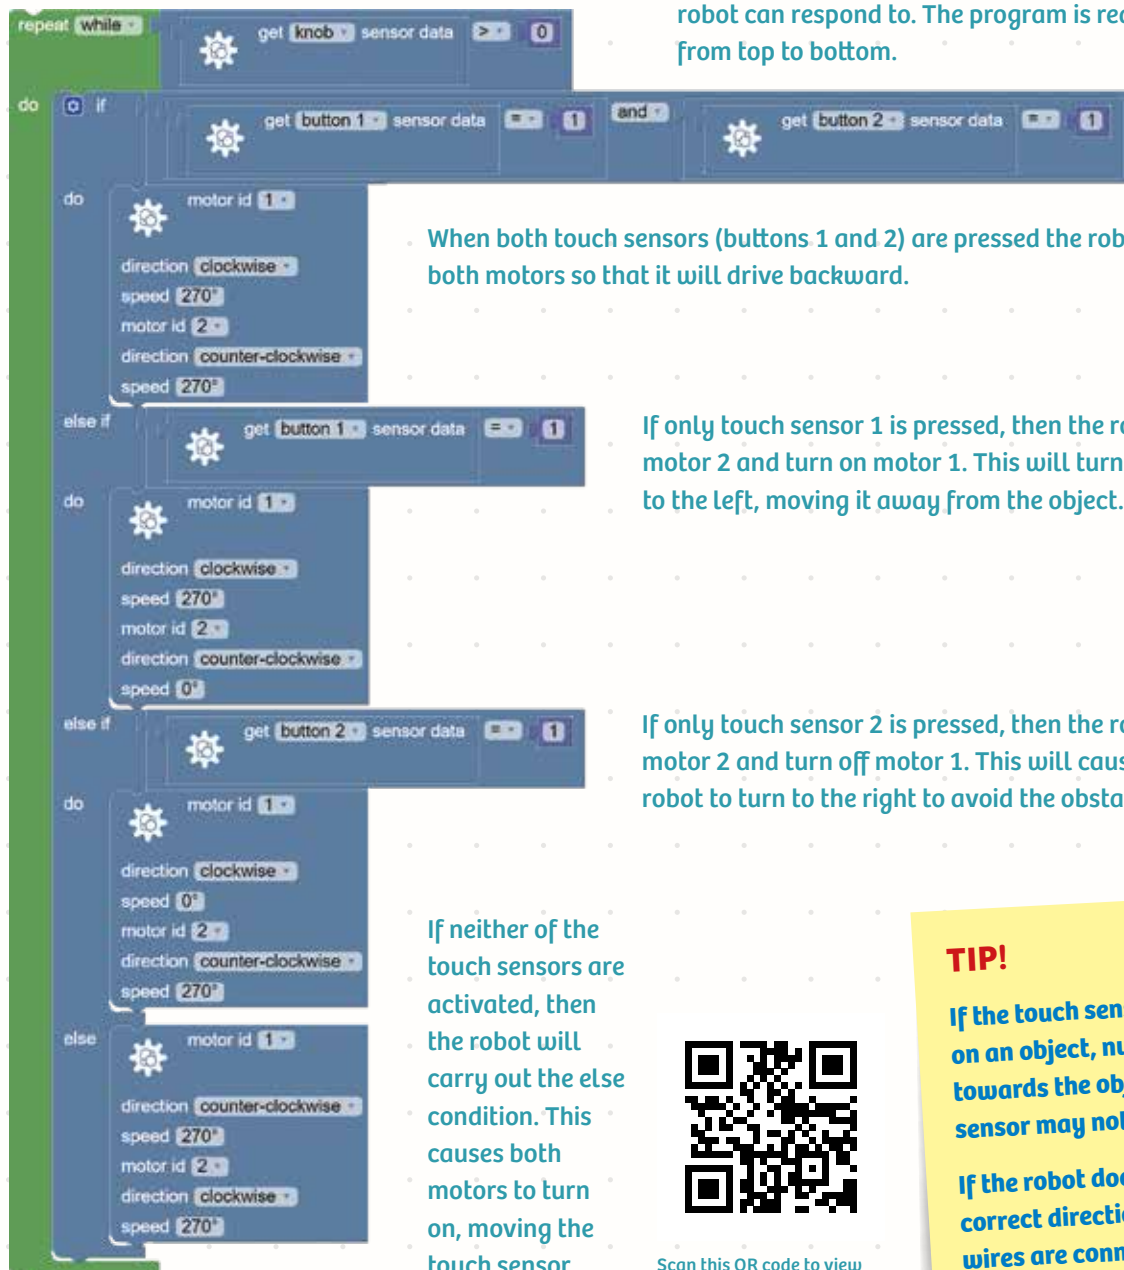 robot can respond to. The program is
from top to bottom.
repeat while get knob sensor data > 0
do if get button 1 sensor data = 1 and get button 2 sensor data = 1
do motor id 1
direction clockwise
speed 270°
motor id 2
direction counter-clockwise
speed 270°
When both touch sensors (buttons 1 and 2) are pressed the
both motors so that it will drive backward.
else if get button 1 sensor data = 1
do motor id 1
direction clockwise
speed 270°
motor id 2
direction counter-clockwise
speed 0°
If only touch sensor 1 is pressed, then the
motor 2 and turn on motor 1. This will turn
to the left, moving it away from the object.
else if get button 2 sensor data = 1
do motor id 1
direction clockwise
speed 0°
motor id 2
direction counter-clockwise
speed 270°
If only touch sensor 2 is pressed, then the
motor 2 and turn off motor 1. This will
robot to turn to the right to avoid the
else motor id 1
direction counter-clockwise
speed 270°
motor id 2
direction clockwise
speed 270°
If neither of the
touch sensors are
activated, then
the robot will
carry out the else
condition. This
causes both
motors to turn
on, moving the
touch sensor
Scan this QR code to view
TIP!
If the touch
on an object,
towards the
sensor may
If the robot
correct
wires are